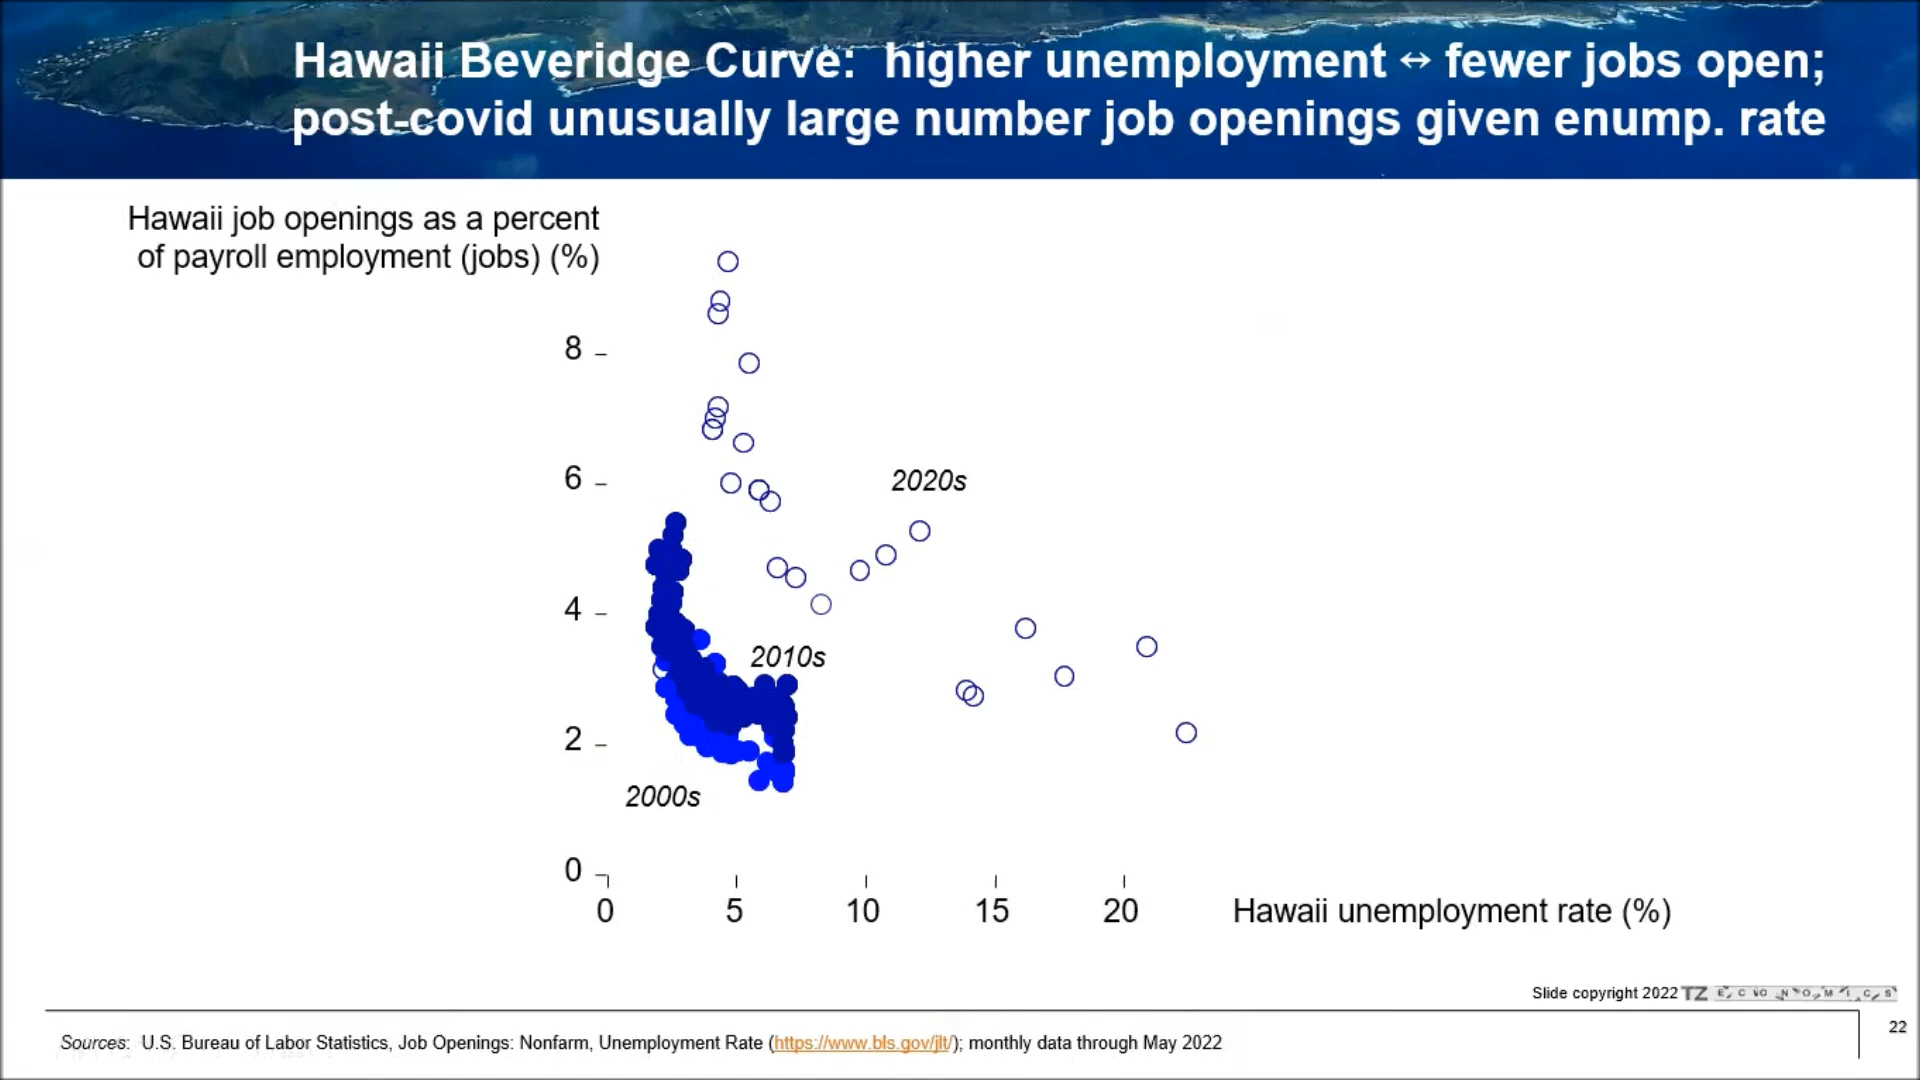 Hawaii Beveridge Curve: higher unemployment ↔ fewer jobs open;
post-covid unusually large number job openings given enump. rate
Hawaii job openings as a percent
of payroll employment (jobs) (%)
8
6
2020s
4
2010s
2
2000s
0
0 5 10 15 20 Hawaii unemployment rate (%)
Slide copyright 2022 TZ ECONOMICS
22
Sources: U.S. Bureau of Labor Statistics, Job Openings: Nonfarm, Unemployment Rate (https://www.bls.gov/jlt/); monthly data through May 2022